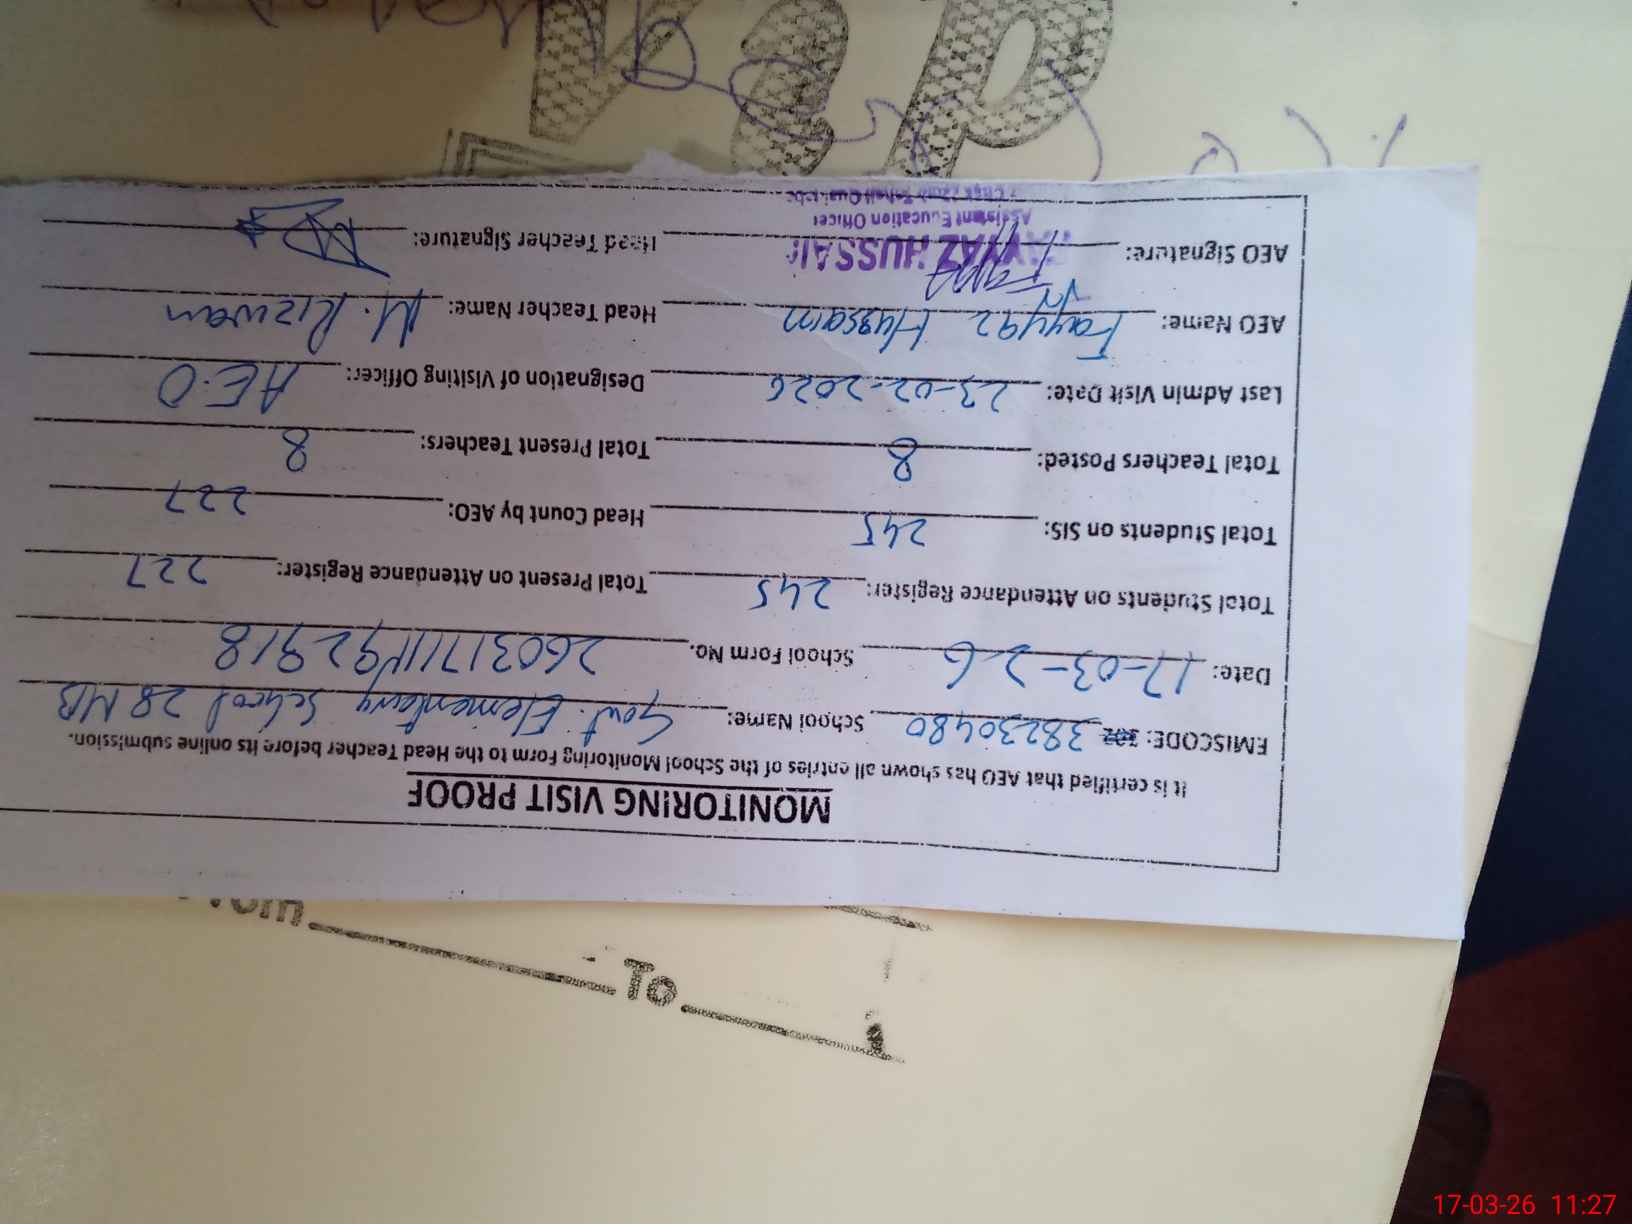 MONITORING VISIT PROOF
It is certified that AEO has shown all entries of the School Monitoring Form to the Head Teacher before its online submission.
EMISCODE: 38230480 School Name: Govt. Elementary School 28 MB
Date: 17-03-26 School Form No.
Total Students on Attendance Register: 245 Total Present on Attendance Register: 227
Total Students on SIS: 245 Head Count by AEO: 227
Total Teachers Posted: 8 Total Present Teachers: 8
Last Admin Visit Date: 23-02-2026 Designation of Visiting Officer: AE.O
AEO Name: Fayyaz Hussain Head Teacher Name: M. Rizwan
AEO Signature: Head Teacher Signature:
HUSSAIN
Assistant Education Officer
To
17-03-26 11:27